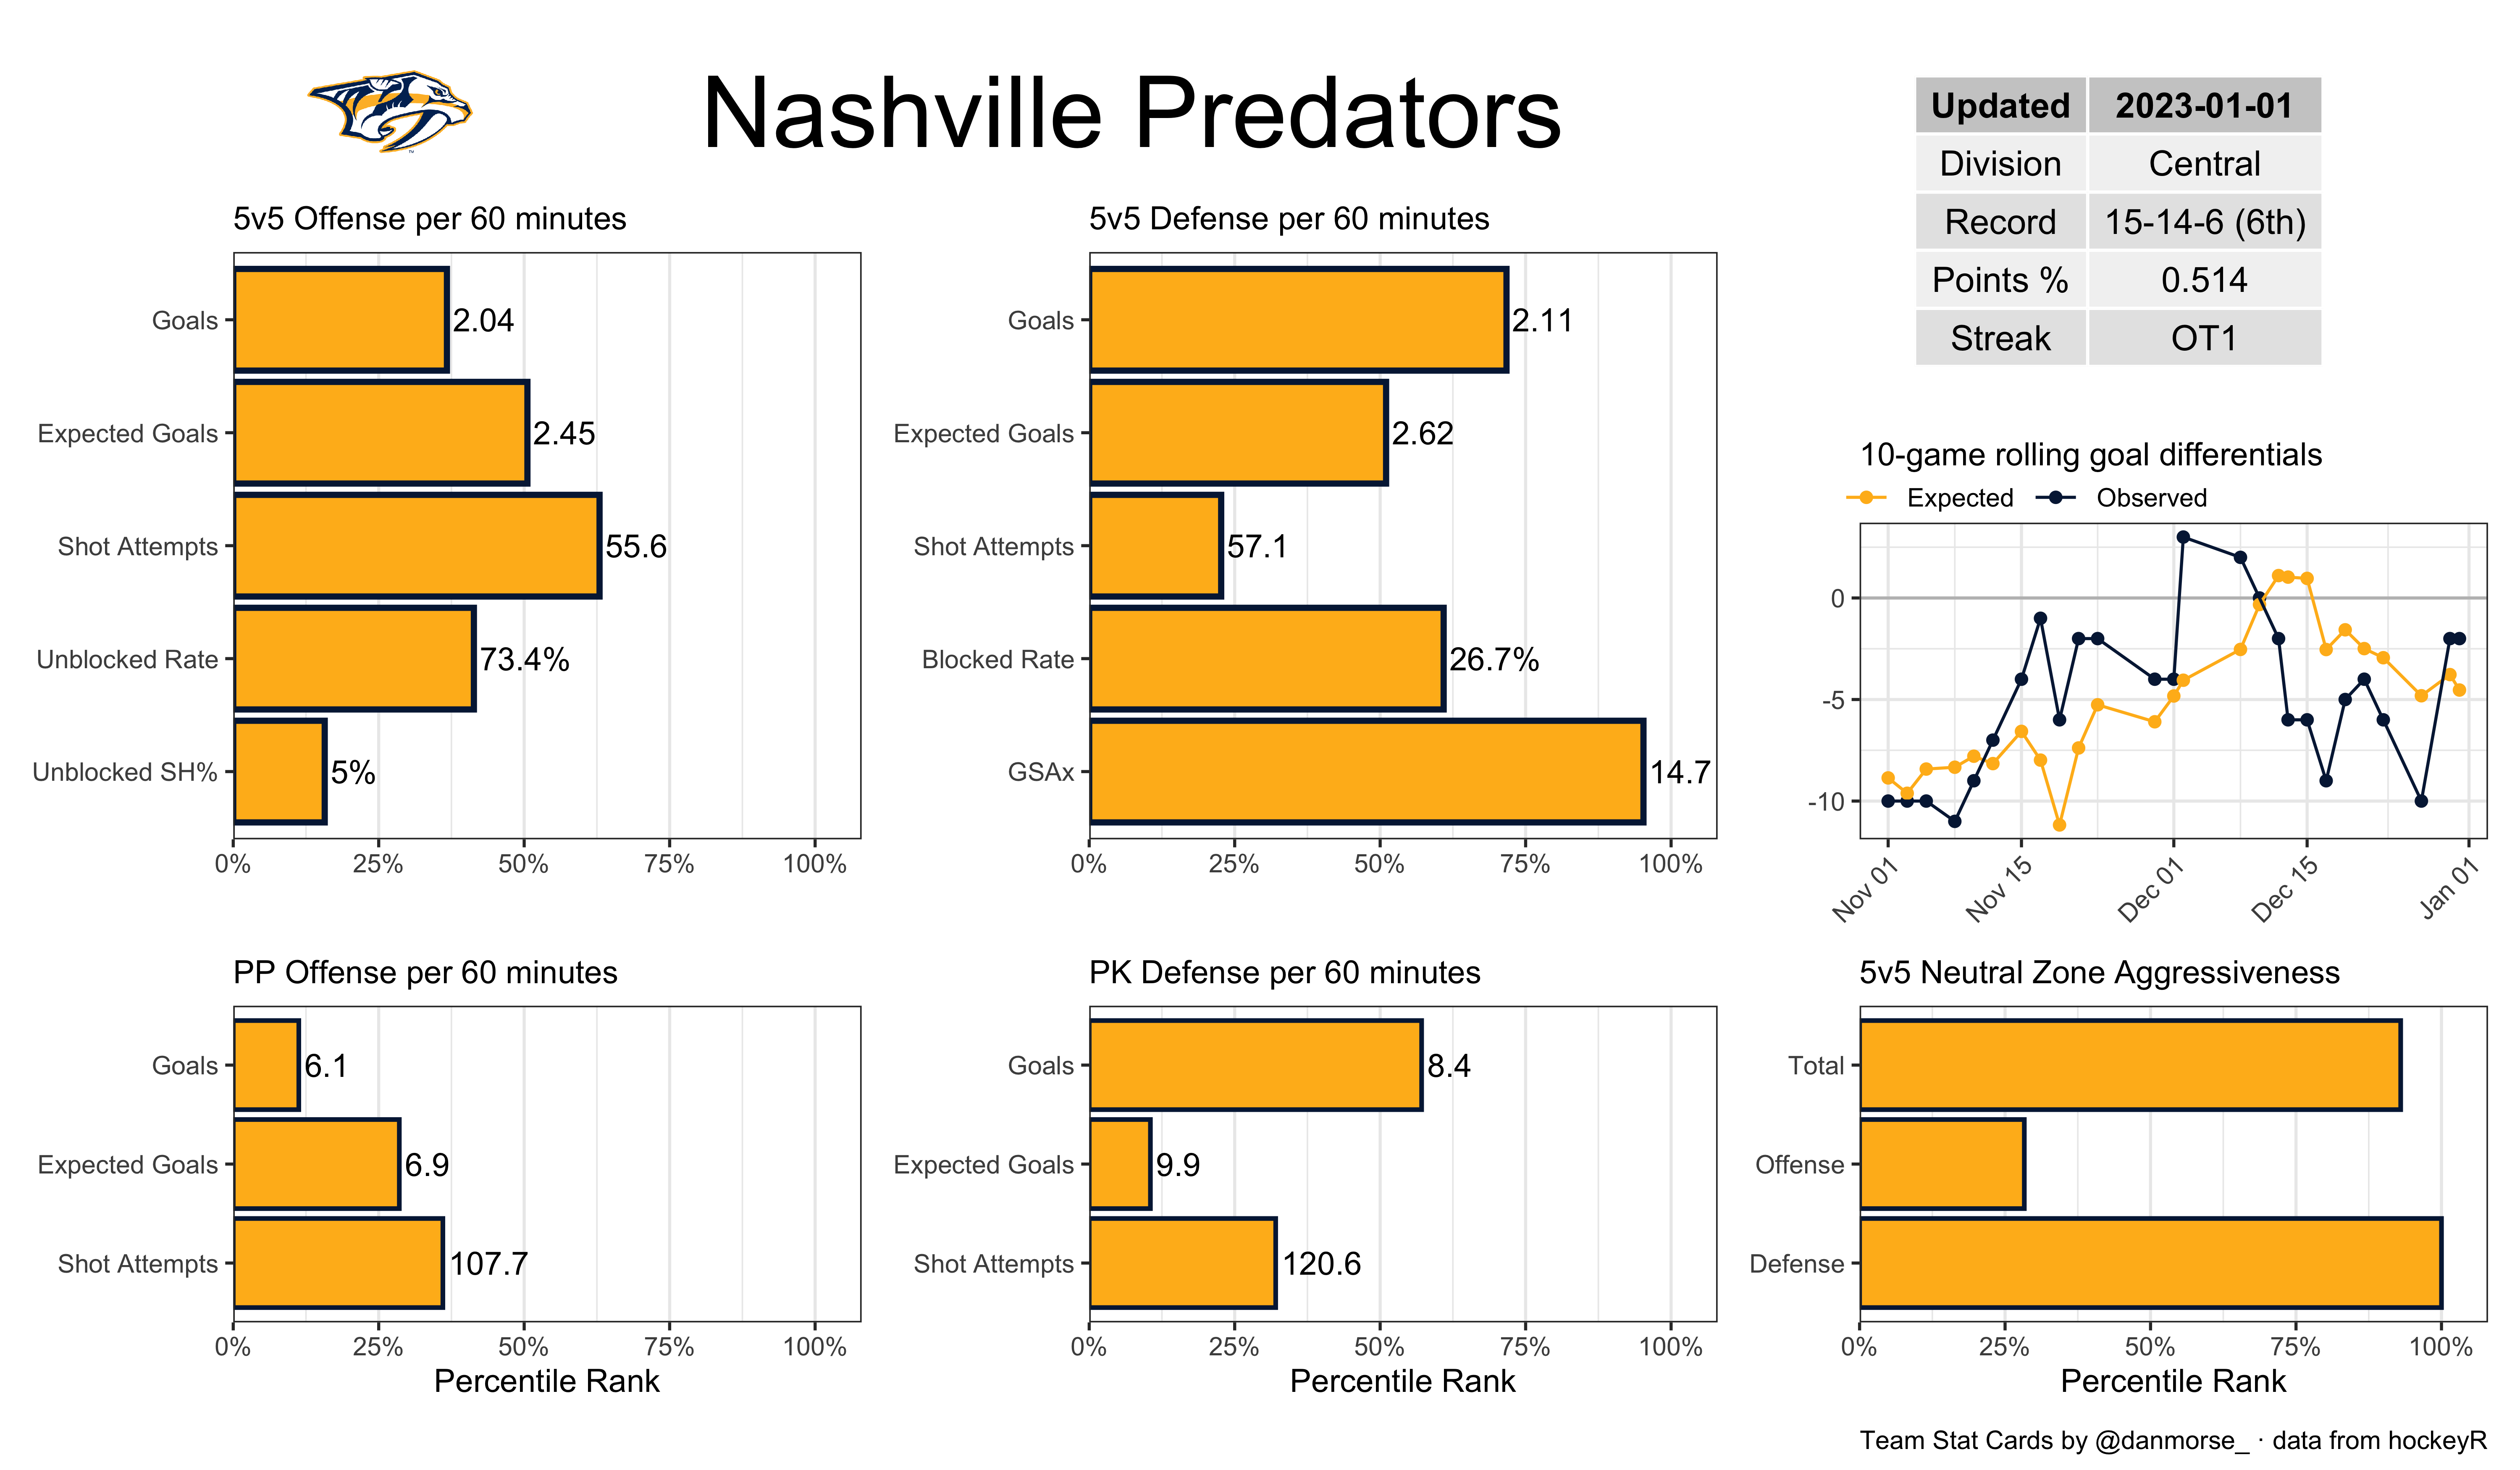 Nashville Predators
Updated 2023-01-01
Division Central
Record 15-14-6 (6th)
Points % 0.514
Streak OT1
5v5 Offense per 60 minutes
Goals 2.04
Expected Goals 2.45
Shot Attempts 55.6
Unblocked Rate 73.4%
Unblocked SH% 5%
0% 25% 50% 75% 100%
5v5 Defense per 60 minutes
Goals 2.11
Expected Goals 2.62
Shot Attempts 57.1
Blocked Rate 26.7%
GSAx 14.7
0% 25% 50% 75% 100%
10-game rolling goal differentials
Expected Observed
0
-5
-10
Nov 01 Nov 15 Dec 01 Dec 15 Jan 01
PP Offense per 60 minutes
Goals 6.1
Expected Goals 6.9
Shot Attempts 107.7
0% 25% 50% 75% 100%
Percentile Rank
PK Defense per 60 minutes
Goals 8.4
Expected Goals 9.9
Shot Attempts 120.6
0% 25% 50% 75% 100%
Percentile Rank
5v5 Neutral Zone Aggressiveness
Total
Offense
Defense
0% 25% 50% 75% 100%
Percentile Rank
Team Stat Cards by @danmorse_ · data from hockeyR